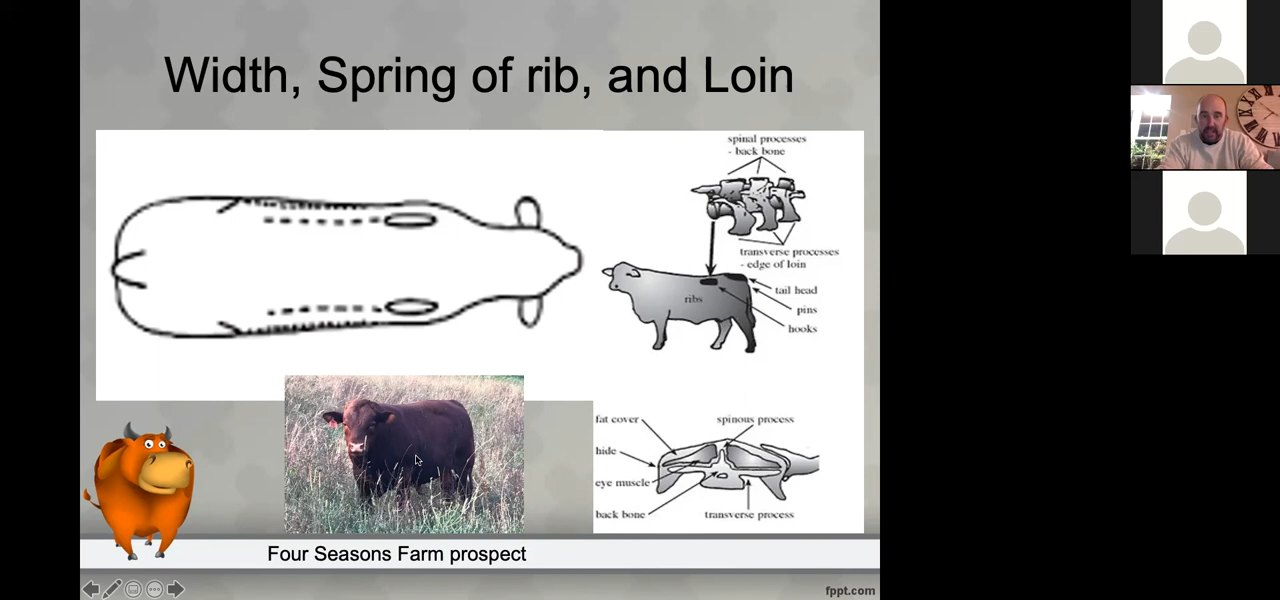 Width, Spring of rib, and Loin
spinal processes
- back bone
transverse processes
- edge of loin
ribs
tail head
pins
hooks
fat cover
spinous process
hide
eye muscle
back bone
transverse process
Four Seasons Farm prospect
fppt.com